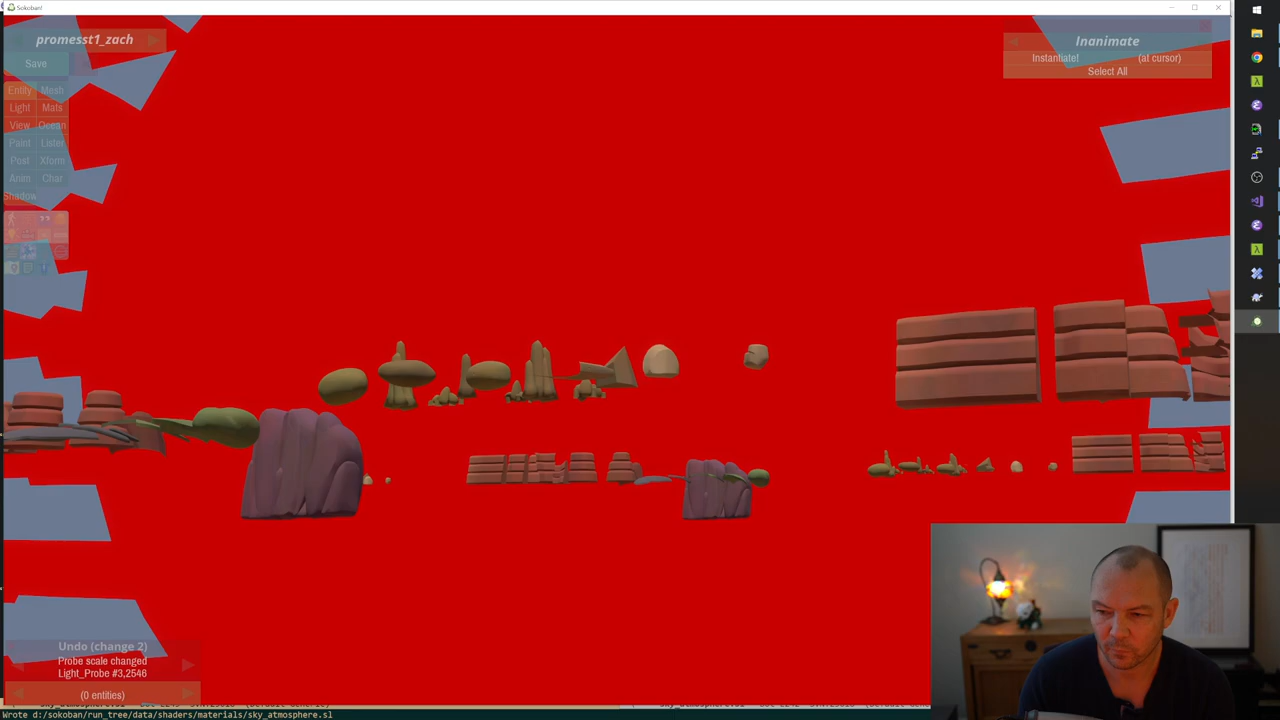 Sokoban!
promesst1_zach
Save
Entity Mesh
Light Mats
View Ocean
Paint Lister
Post Xform
Anim Char
Shadow
Inanimate
Instantiate! (at cursor)
Select All
Undo (change 2)
Probe scale changed
Light_Probe #3,2546
(0 entities)
Wrote d:/sokoban/run_tree/data/shaders/materials/sky_atmosphere.sl